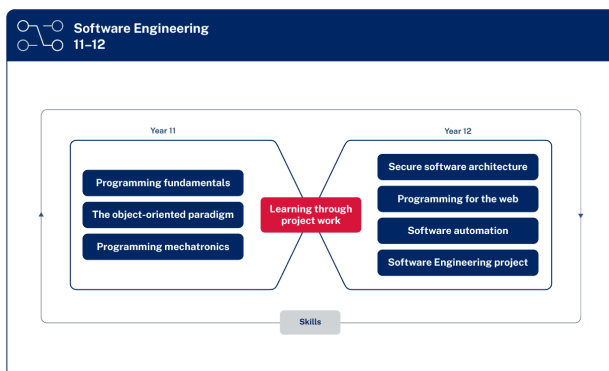 Software Engineering
11–12
Year 11
Programming fundamentals
The object-oriented paradigm
Programming mechatronics
Learning through
project work
Year 12
Secure software architecture
Programming for the web
Software automation
Software Engineering project
Skills